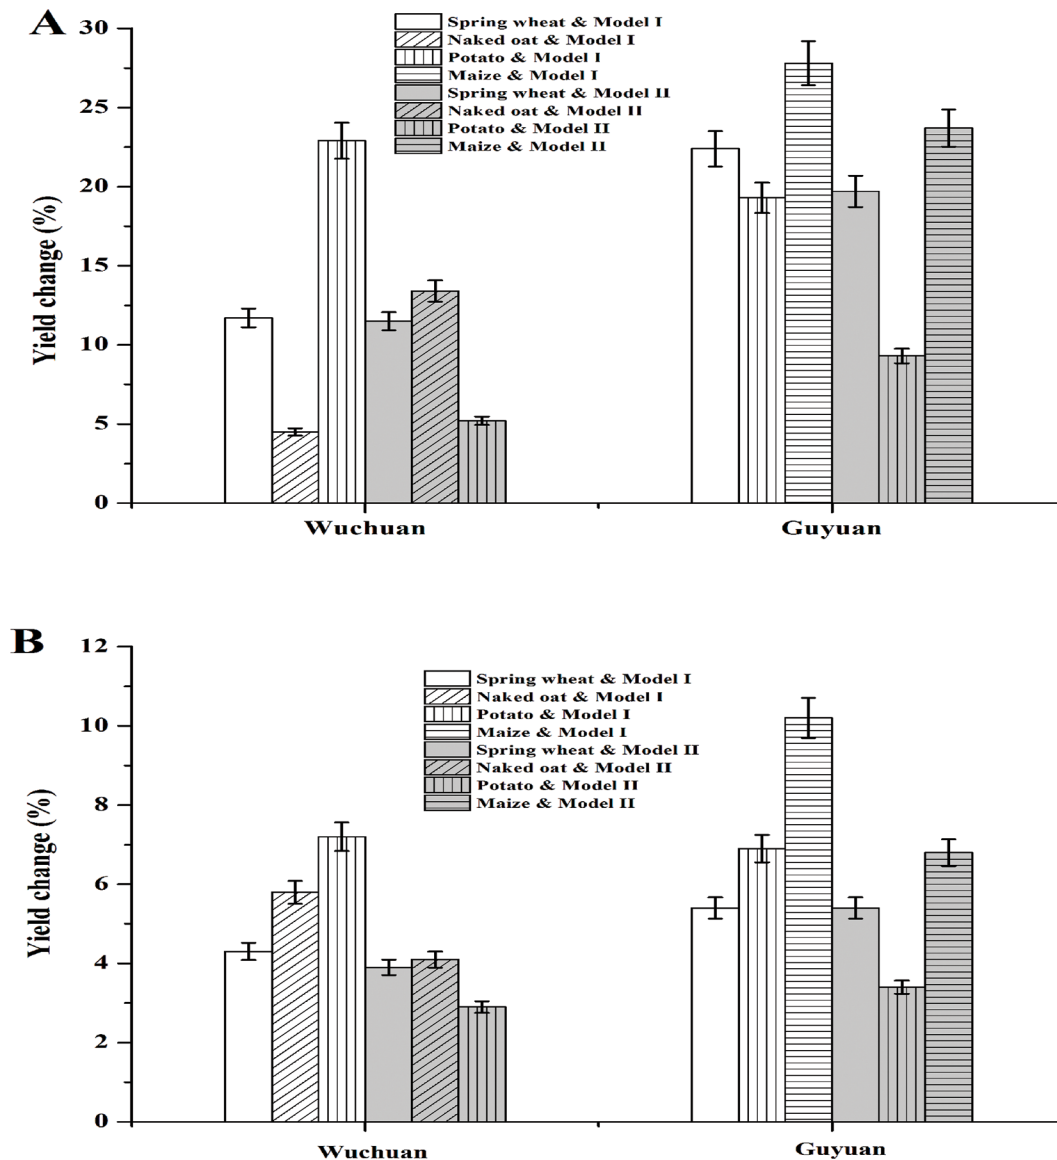 A
Yield change (%)
30
25
20
15
10
5
0
Spring wheat & Model I
Naked oat & Model I
Potato & Model I
Maize & Model I
Spring wheat & Model II
Naked oat & Model II
Potato & Model II
Maize & Model II
Wuchuan
Guyuan
B
Yield change (%)
12
10
8
6
4
2
0
Spring wheat & Model I
Naked oat & Model I
Potato & Model I
Maize & Model I
Spring wheat & Model II
Naked oat & Model II
Potato & Model II
Maize & Model II
Wuchuan
Guyuan